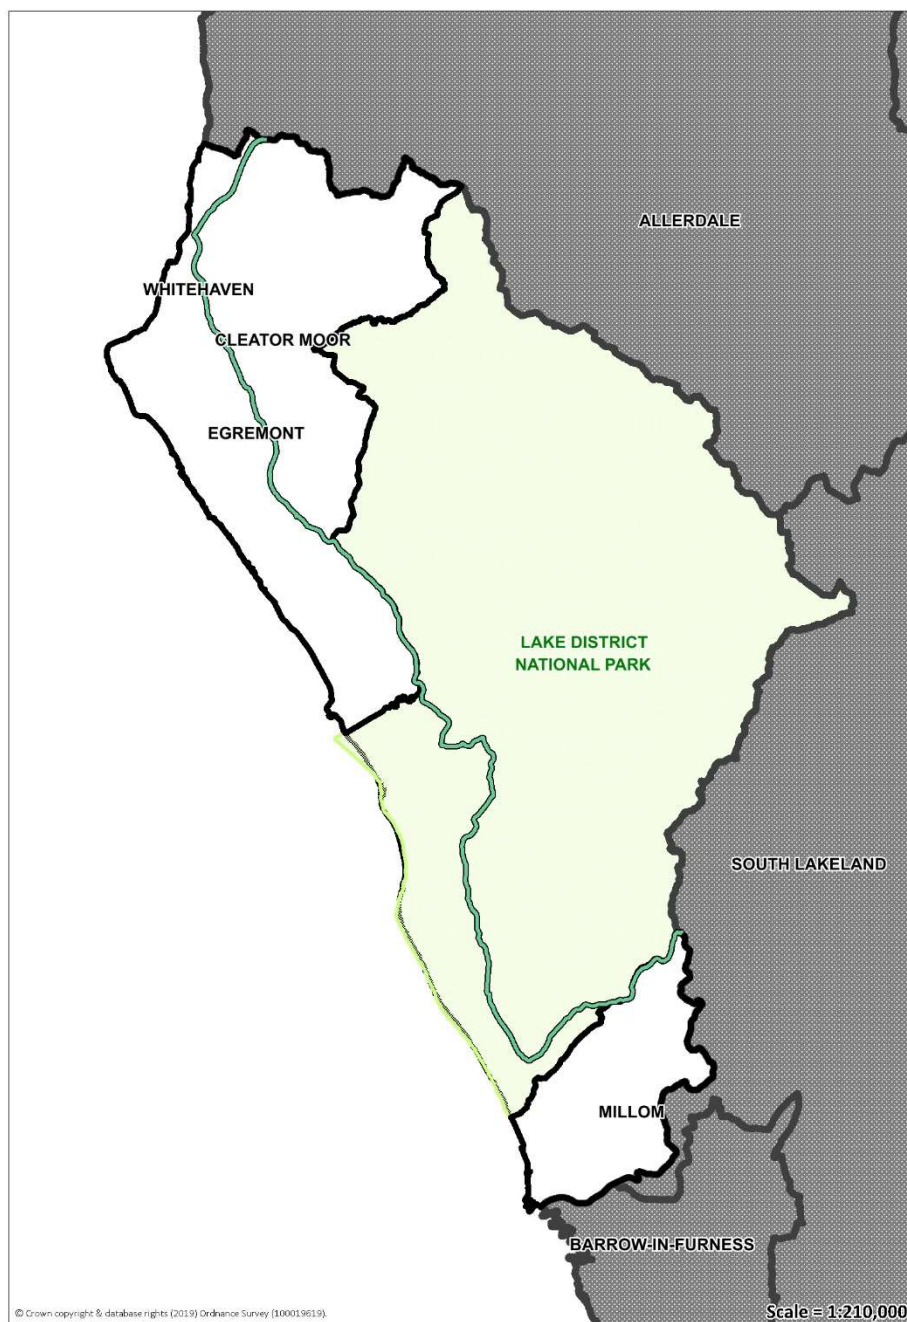 ALLERDALE
WHITEHAVEN
CLEATOR MOOR
EGREMONT
LAKE DISTRICT
NATIONAL PARK
SOUTH LAKELAND
MILLOM
BARROW-IN-FURNESS
© Crown copyright & database rights (2019) Ordnance Survey (100019619).
Scale = 1:210,000